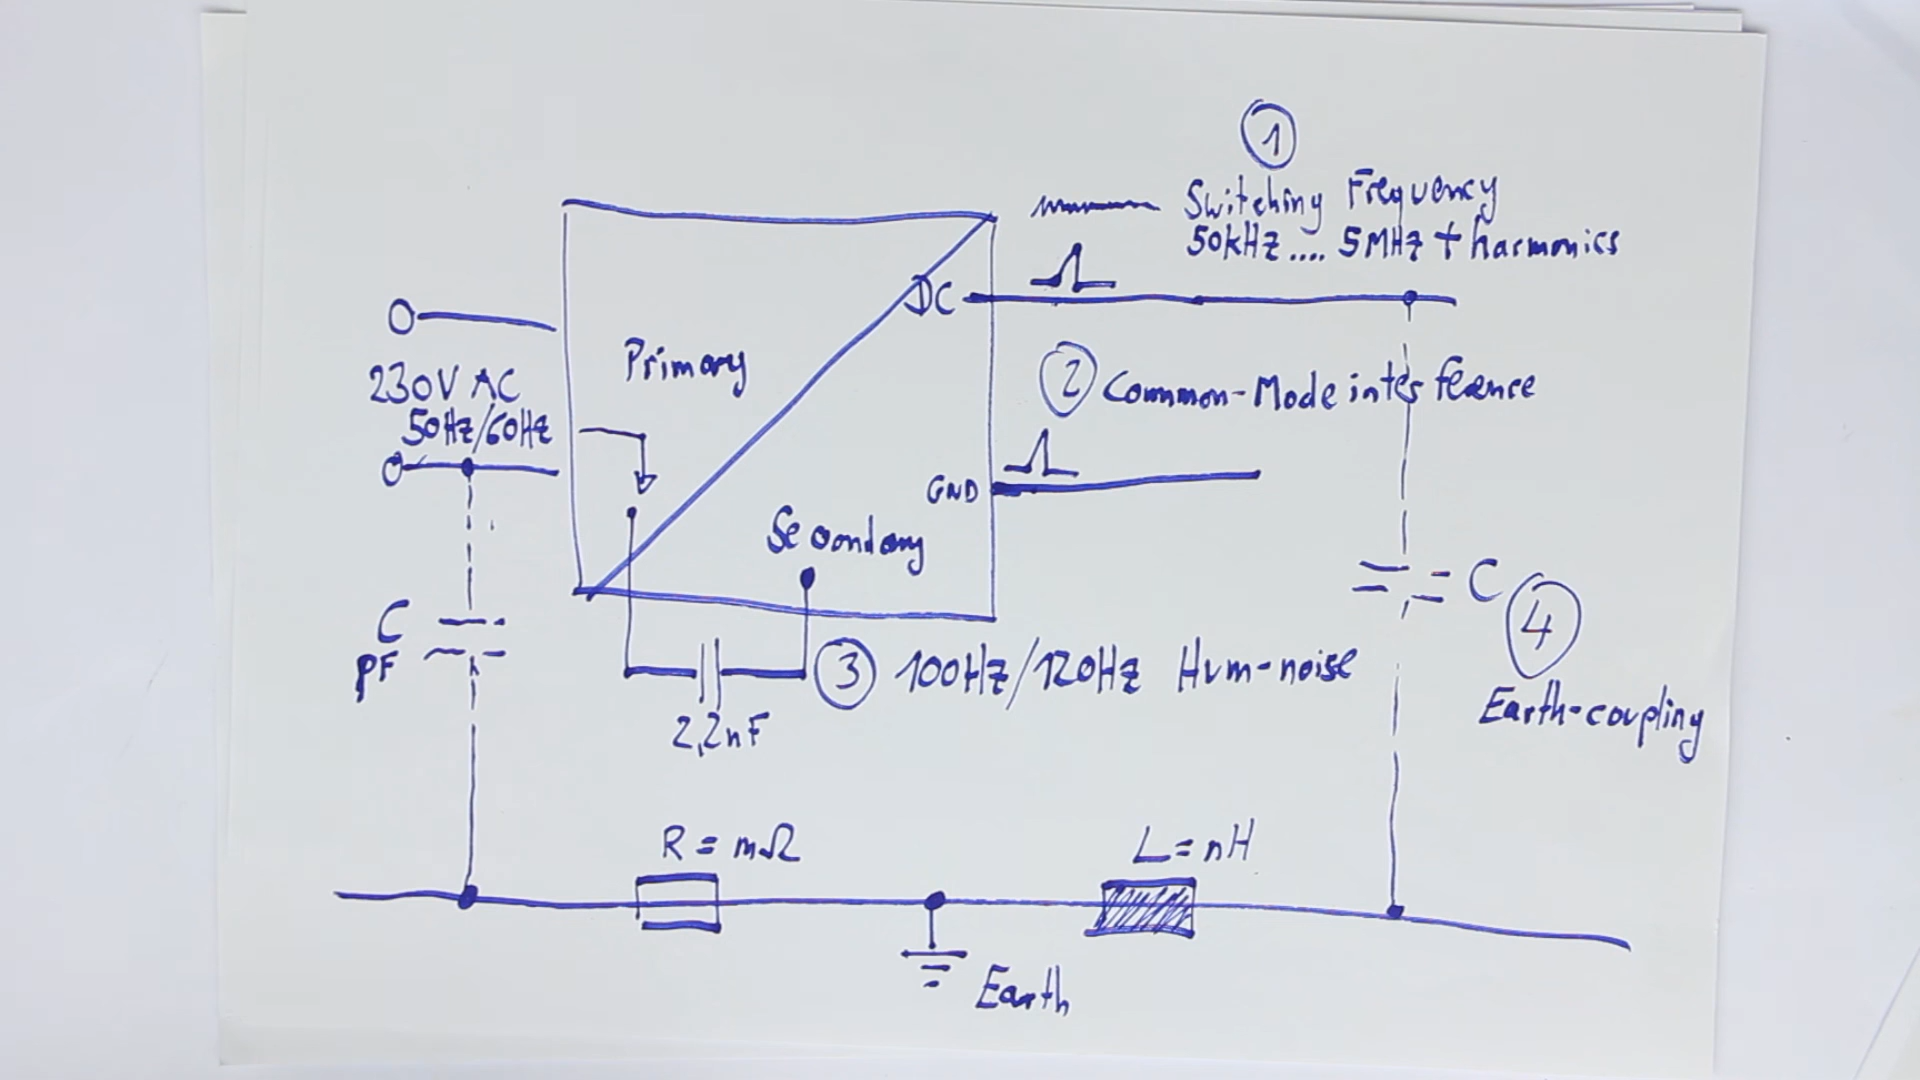 1
Switching Frequency
50kHz.... 5MHz + harmonics
DC
Primary
230V AC
50Hz/60Hz
2 Common-Mode interference
GND
Secondary
C
pF
C
4
3 100Hz/120Hz Hum-noise
Earth-coupling
2,2nF
R = mΩ
L = nH
Earth